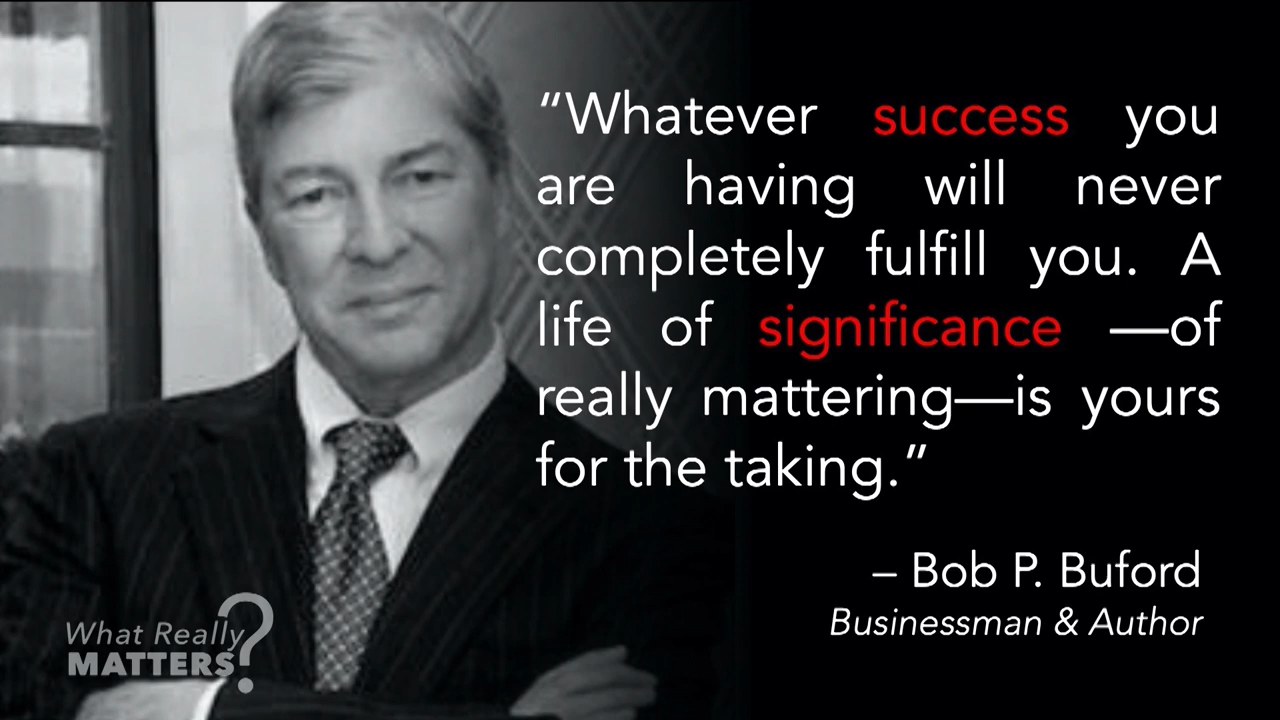 “Whatever success you
are having will never
completely fulfill you. A
life of significance —of
really mattering—is yours
for the taking.”
– Bob P. Buford
Businessman & Author
What Really
MATTERS?